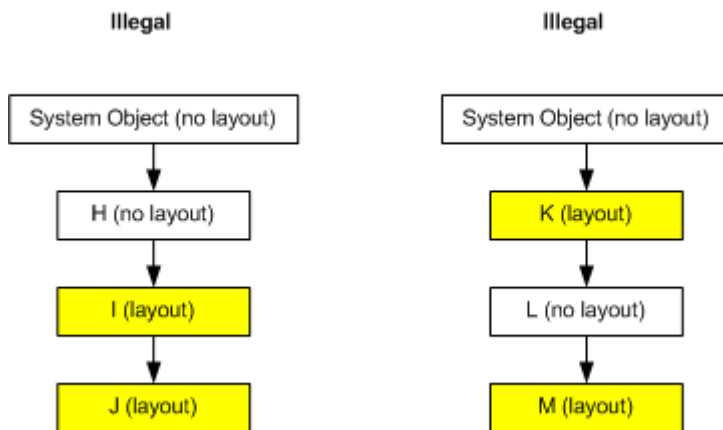 Illegal
System Object (no layout)
H (no layout)
I (layout)
J (layout)
Illegal
System Object (no layout)
K (layout)
L (no layout)
M (layout)